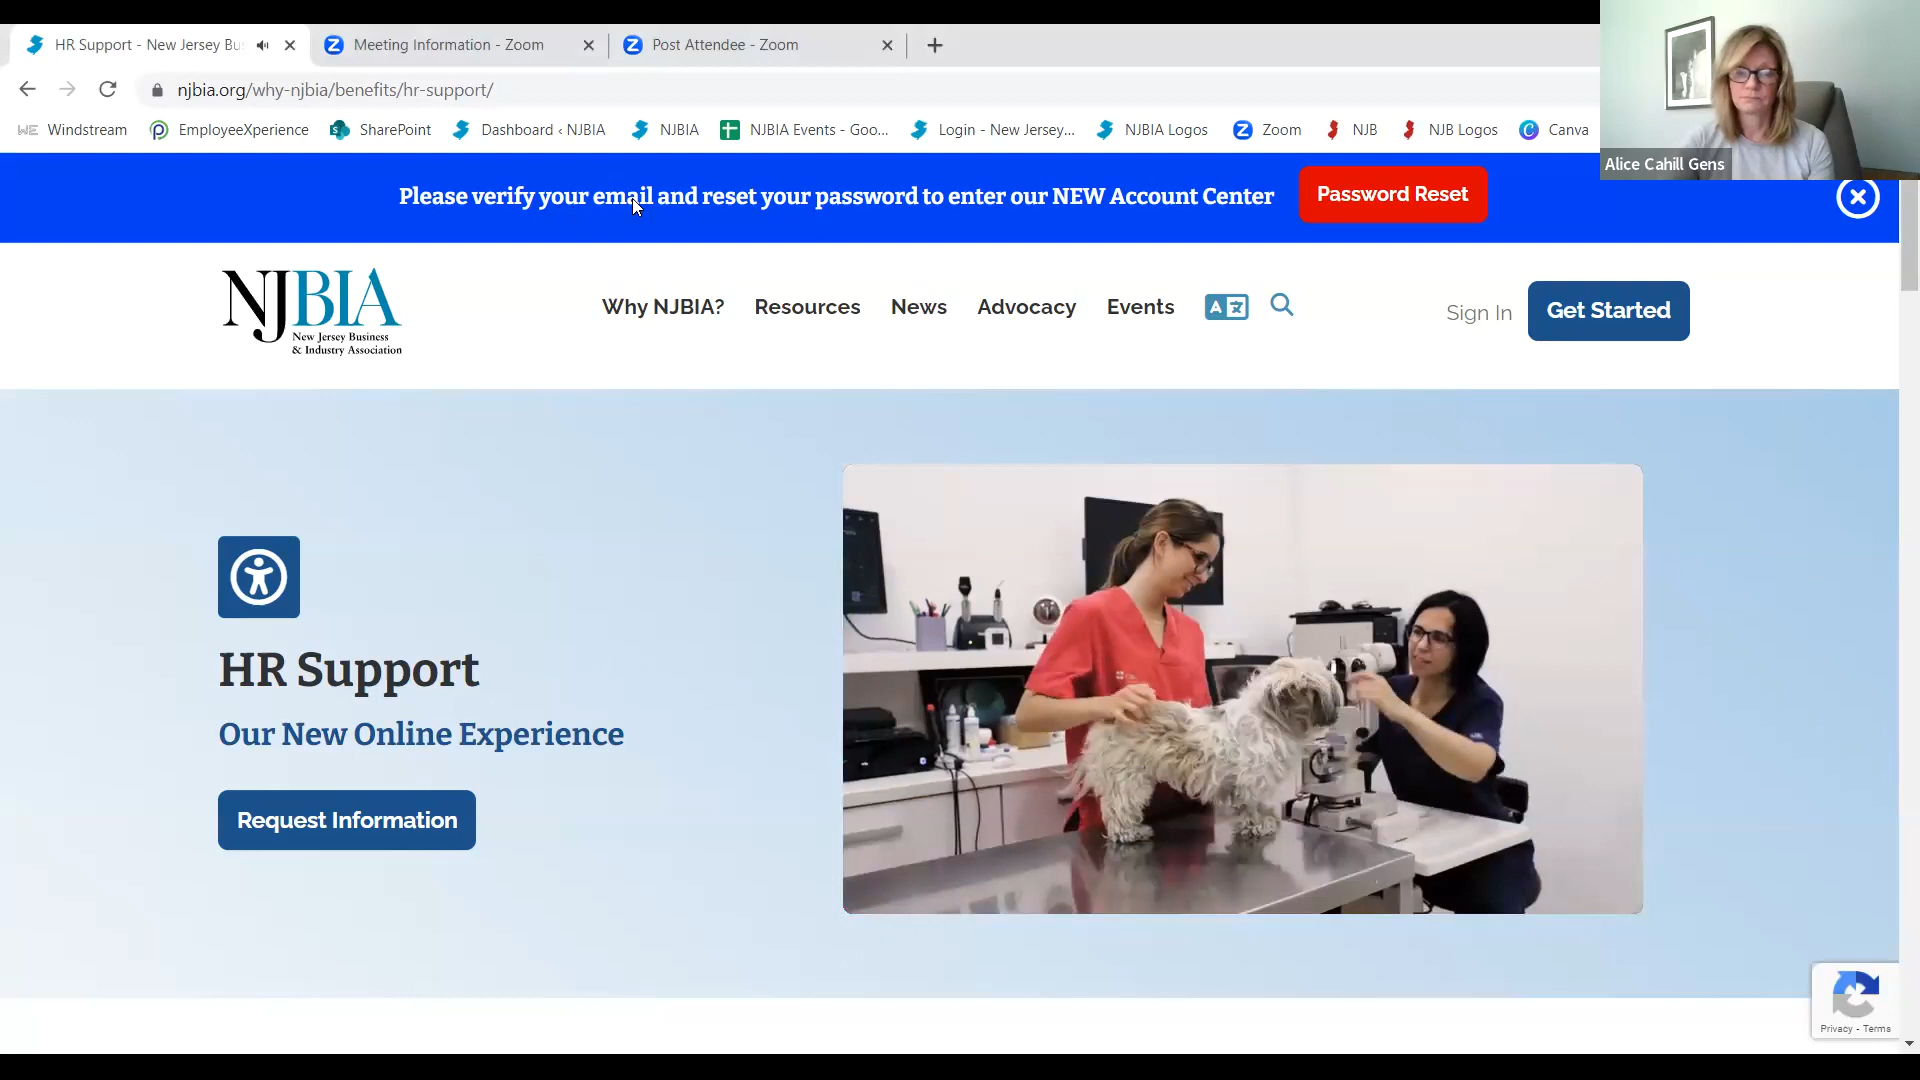 HR Support - New Jersey Bu
Meeting Information - Zoom
Post Attendee - Zoom
njbia.org/why-njbia/benefits/hr-support/
WE Windstream
EmployeeXperience
SharePoint
Dashboard ‹ NJBIA
NJBIA
NJBIA Events - Goo...
Login - New Jersey...
NJBIA Logos
Zoom
NJB
NJB Logos
Canva
Alice Cahill Gens
Please verify your email and reset your password to enter our NEW Account Center
Password Reset
NJBIA
New Jersey Business
& Industry Association
Why NJBIA?
Resources
News
Advocacy
Events
A
Sign In
Get Started
HR Support
Our New Online Experience
Request Information
Privacy - Terms